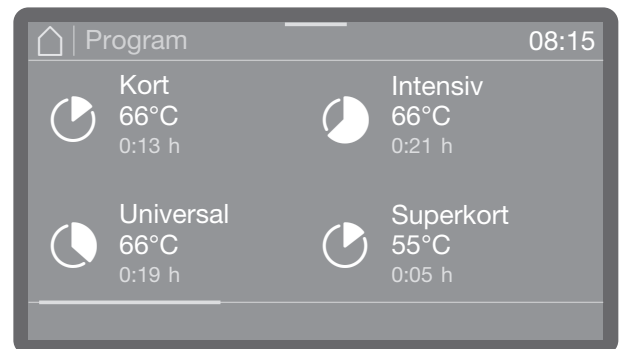 Program
08:15
Kort
66°C
0:13 h
Intensiv
66°C
0:21 h
Universal
66°C
0:19 h
Superkort
55°C
0:05 h